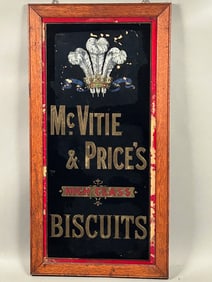 McVITIE
& PRICE'S
HIGH CLASS
BISCUITS